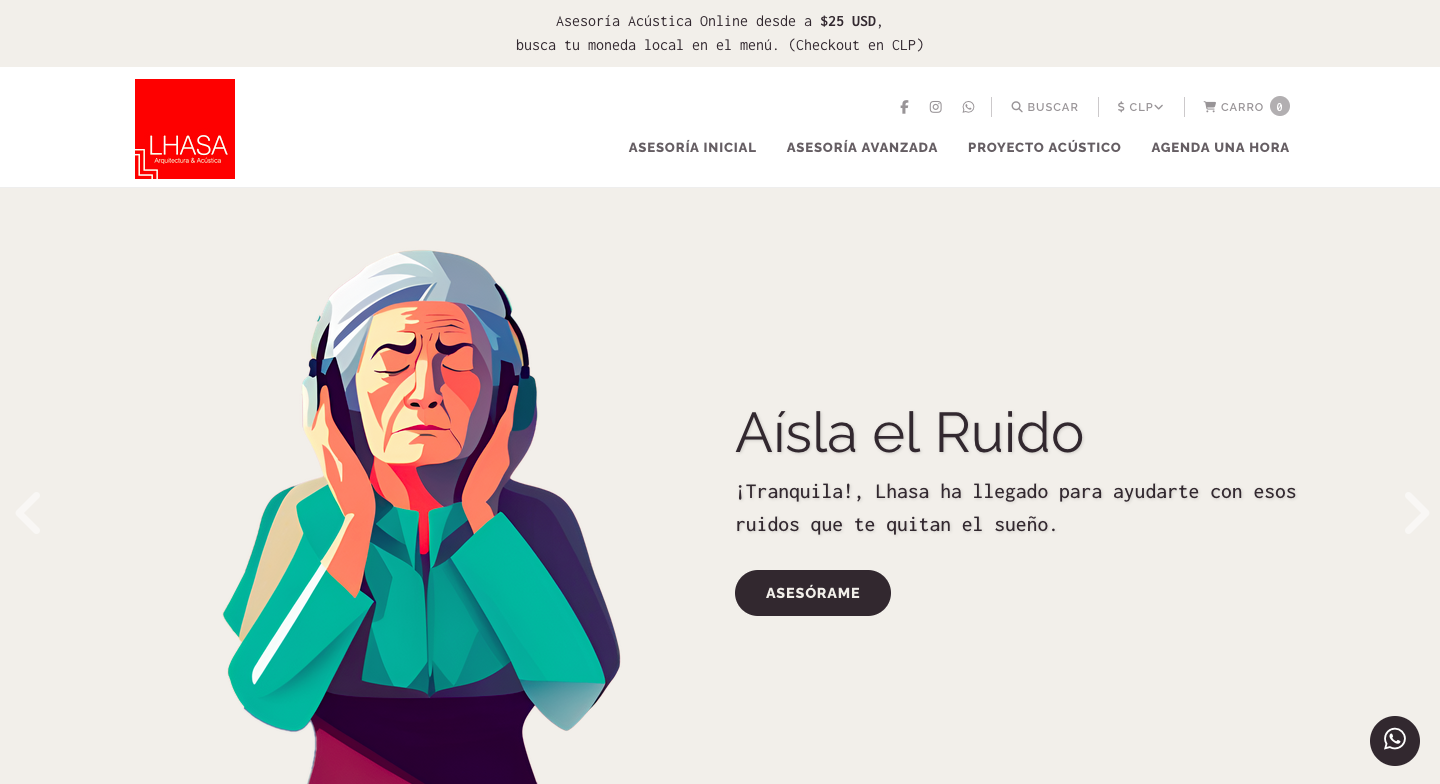 Asesoría Acústica Online desde a $25 USD,
busca tu moneda local en el menú. (Checkout en CLP)
LHASA
Arquitectura & Acústica
BUSCAR
$ CLP
CARRO 0
ASESORÍA INICIAL ASESORÍA AVANZADA PROYECTO ACÚSTICO AGENDA UNA HORA
Aísla el Ruido
¡Tranquila!, Lhasa ha llegado para ayudarte con esos
ruidos que te quitan el sueño.
ASESÓRAME